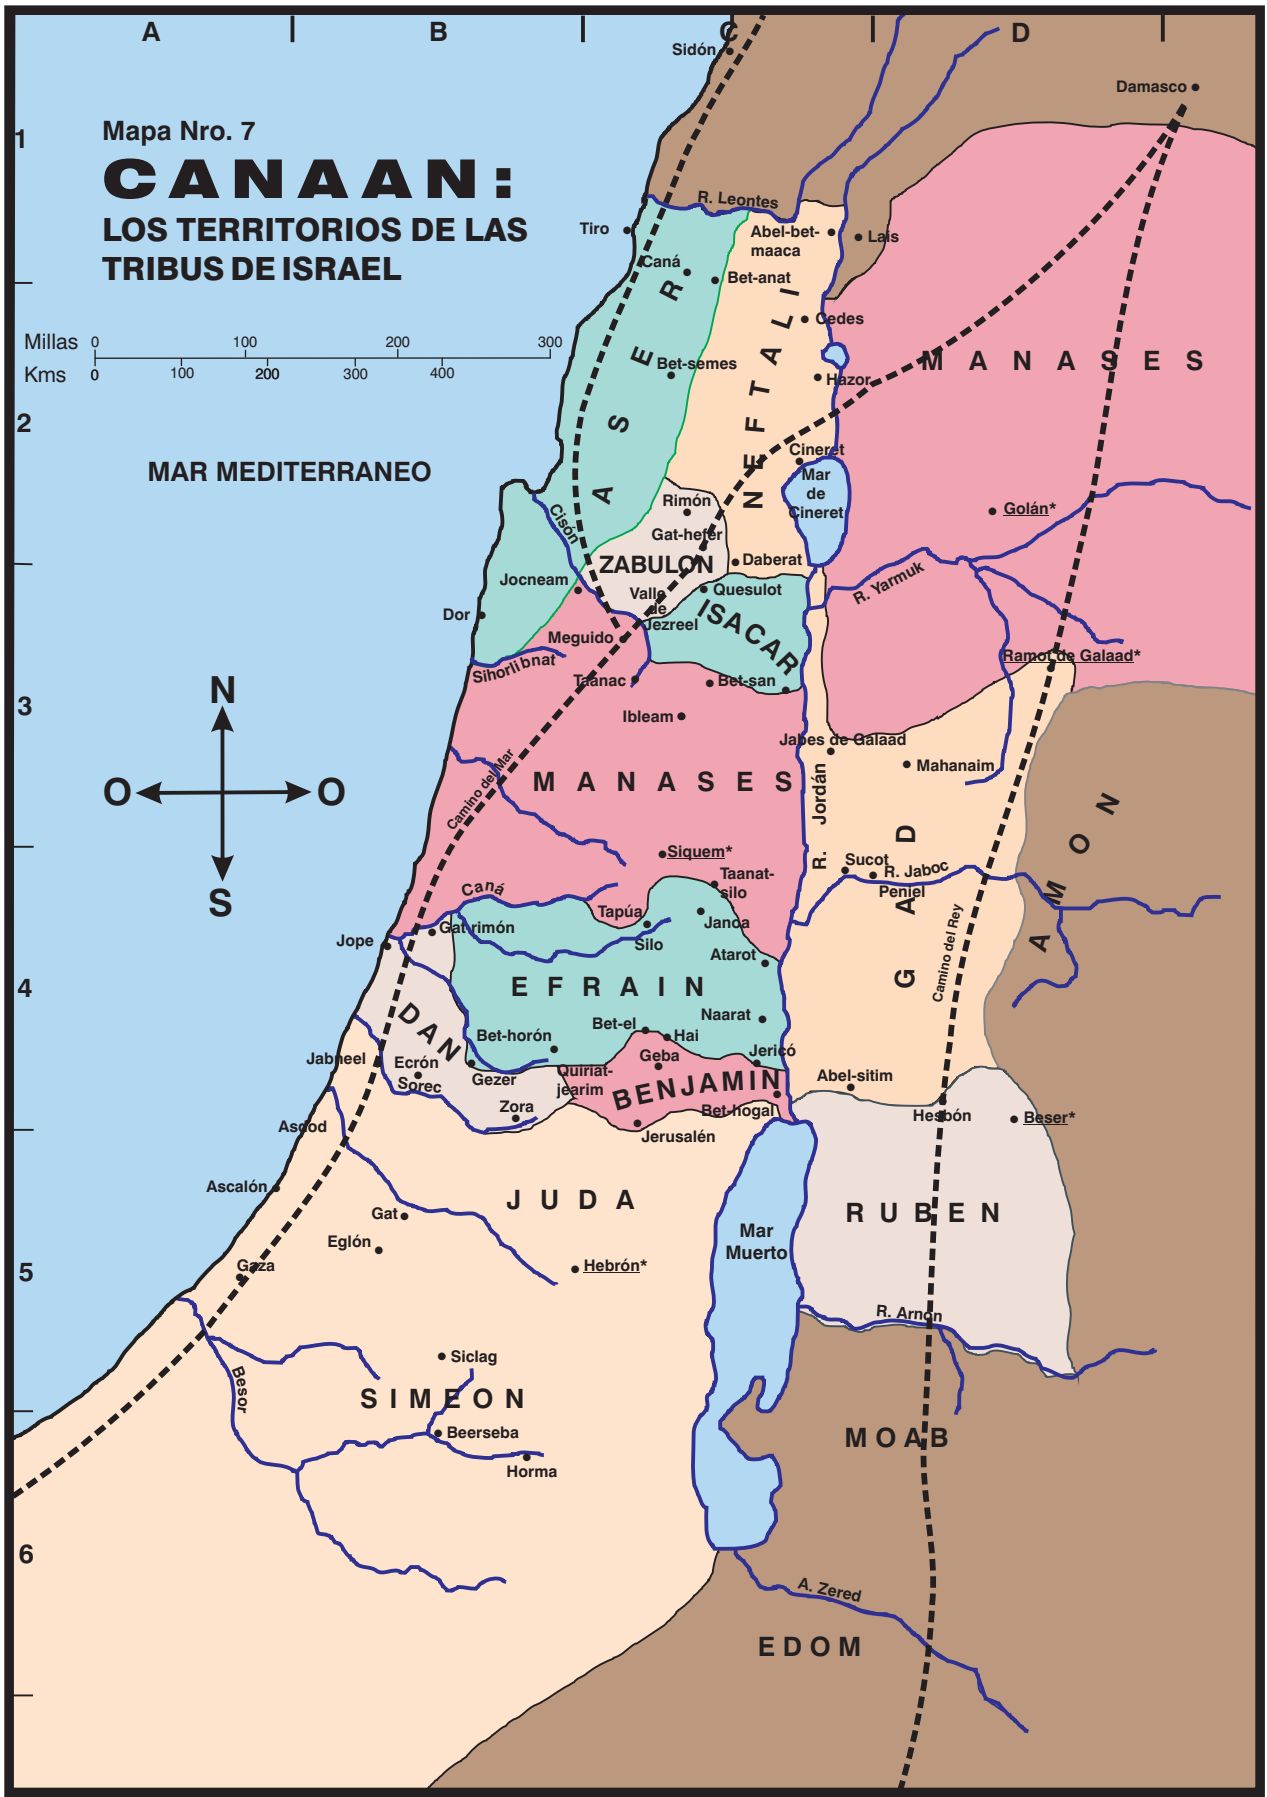 A
B
C
D
Sidón
Damasco
1
Mapa Nro. 7
CANAAN:
LOS TERRITORIOS DE LAS
TRIBUS DE ISRAEL
R. Leontes
Tiro
Abel-bet-
maaca
Lais
Caná
Bet-anat
ASER
NEFTALI
Cedes
Millas
0
100
200
300
Kms
0
100
200
300
400
Bet-semes
Hazor
MANASES
2
MAR MEDITERRANEO
Cineret
Mar
de
Cineret
Rimón
Golán*
Cisón
Gat-hefer
ZABULON
Daberat
R. Yarmuk
Jocneam
Quesulot
Valle
de
Jezreel
ISACAR
Dor
Meguido
Ramot de Galaad*
Sihorlibnat
Taanac
Bet-san
N
O
O
S
3
Ibleam
Jabes de Galaad
Mahanaim
Camino del Mar
MANASES
R. Jordán
GAD
AMON
Siquem*
Sucot
R. Jaboc
Peniel
Taanat-
silo
Caná
Tapúa
Janoa
Gat-rimón
Silo
Jope
Atarot
Camino del Rey
4
EFRAIN
DAN
Bet-el
Naarat
Bet-horón
Hai
Jericó
Jabneel
Ecrón
Geba
Sorec
Gezer
Quiriat-
jearim
BENJAMIN
Abel-sitim
Zora
Bet-hogal
Hesbón
Beser*
Asdod
Jerusalén
Ascalón
JUDA
RUBEN
Gat
Eglón
Mar
Muerto
Gaza
Hebrón*
5
R. Arnon
Siclag
Besor
SIMEON
Beerseba
MOAB
Horma
6
A. Zered
EDOM